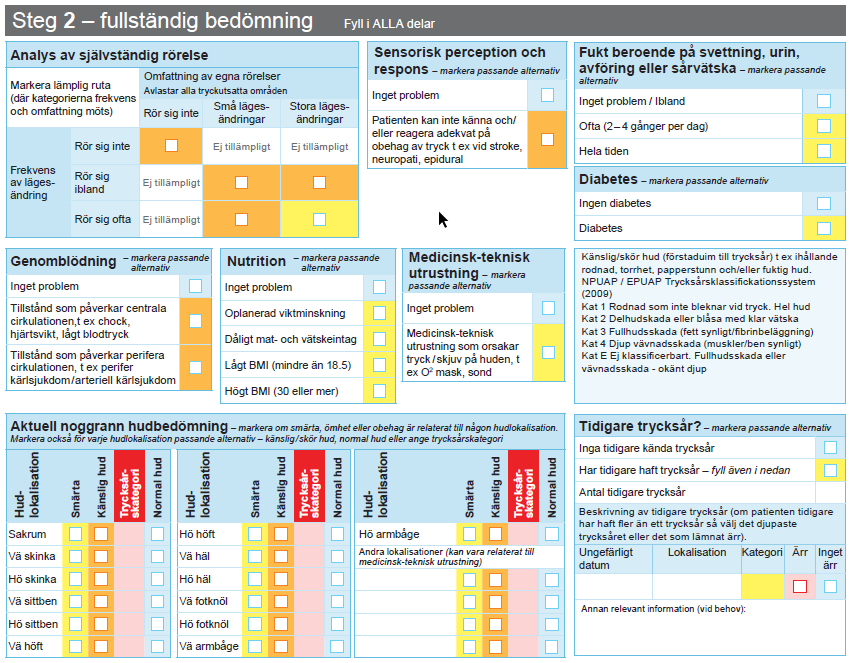 Steg 2 – fullständig bedömning Fyll i ALLA delar
Analys av självständig rörelse
Markera lämplig ruta
(där kategorierna frekvens
och omfattning möts)
Omfattning av egna rörelser
Avlastar alla tryckutsatta områden
Rör sig inte
Små läges-
ändringar
Stora läges-
ändringar
Frekvens
av läges-
ändring
Rör sig inte
Ej tillämpligt
Ej tillämpligt
Rör sig
ibland
Ej tillämpligt
Rör sig ofta
Ej tillämpligt
Sensorisk perception och
respons – markera passande alternativ
Inget problem
Patienten kan inte känna och/
eller reagera adekvat på
obehag av tryck t ex vid stroke,
neuropati, epidural
Fukt beroende på svettning, urin,
avföring eller sårvätska – markera passande
alternativ
Inget problem / Ibland
Ofta (2–4 gånger per dag)
Hela tiden
Diabetes – markera passande alternativ
Ingen diabetes
Diabetes
Genomblödning – markera passande
alternativ
Inget problem
Tillstånd som påverkar centrala
cirkulationen,t ex chock,
hjärtsvikt, lågt blodtryck
Tillstånd som påverkar perifera
cirkulationen, t ex perifer
kärlsjukdom/arteriell kärlsjukdom
Nutrition – markera passande
alternativ
Inget problem
Oplanerad viktminskning
Dåligt mat- och vätskeintag
Lågt BMI (mindre än 18.5)
Högt BMI (30 eller mer)
Medicinsk-teknisk
utrustning – markera
passande alternativ
Inget problem
Medicinsk-teknisk
utrustning som orsakar
tryck/skjuv på huden, t
ex O² mask, sond
Känslig/skör hud (förstadium till trycksår) t ex ihållande
rodnad, torrhet, papperstunn och/eller fuktig hud.
NPUAP / EPUAP Trycksårsklassifickationssystem
(2009)
Kat 1 Rodnad som inte bleknar vid tryck. Hel hud
Kat 2 Delhudskada eller blåsa med klar vätska
Kat 3 Fullhudsskada (fett synligt/fibrinbeläggning)
Kat 4 Djup vävnadsskada (muskler/ben synligt)
Kat E Ej klassificerbart. Fullhudsskada eller
vävnadsskada - okänt djup
Aktuell noggrann hudbedömning – markera om smärta, ömhet eller obehag är relaterat till någon hudlokalisation.
Markera också för varje hudlokalisation passande alternativ – känslig/skör hud, normal hud eller ange trycksårskategori
Hud-
lokalisation
Smärta
Känslig hud
Trycksår-
skategori
Normal hud
Sakrum
Vä skinka
Hö skinka
Vä sittben
Hö sittben
Vä höft
Hud-
lokalisation
Smärta
Känslig hud
Trycksår-
skategori
Normal hud
Hö höft
Vä häl
Hö häl
Vä fotknöl
Hö fotknöl
Vä armbåge
Hud-
lokalisation
Smärta
Känslig hud
Trycksår-
skategori
Normal hud
Hö armbåge
Andra lokalisationer (kan vara relaterat till
medicinsk-teknisk utrustning)
Tidigare trycksår? – markera passande alternativ
Inga tidigare kända trycksår
Har tidigare haft trycksår – fyll även i nedan
Antal tidigare trycksår
Beskrivning av tidigare trycksår (om patienten tidigare
har haft fler än ett trycksår så välj det djupaste
trycksåret eller det som lämnat ärr).
Ungefärligt
datum
Lokalisation
Kategori
Ärr
Inget
ärr
Annan relevant information (vid behov):